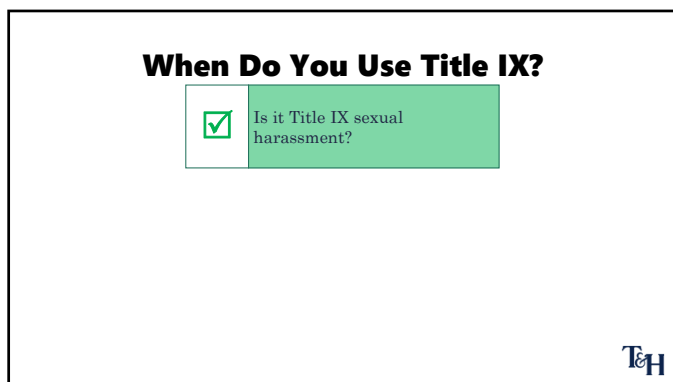 When Do You Use Title IX?
Is it Title IX sexual
harassment?
T&H